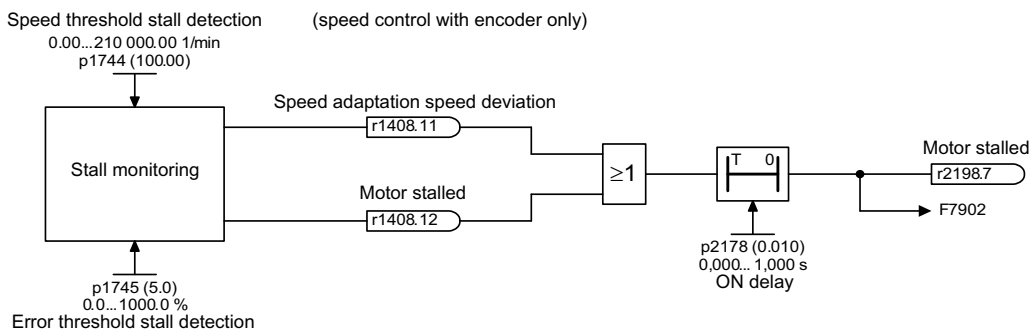 Speed threshold stall detection
(speed control with encoder only)
0.00...210 000.00 1/min
p1744 (100.00)
Speed adaptation speed deviation
r1408.11
Stall monitoring
≥1
T 0
Motor stalled
r2198.7
Motor stalled
r1408.12
F7902
p2178 (0.010)
0,000... 1,000 s
ON delay
p1745 (5.0)
0.0...1000.0 %
Error threshold stall detection